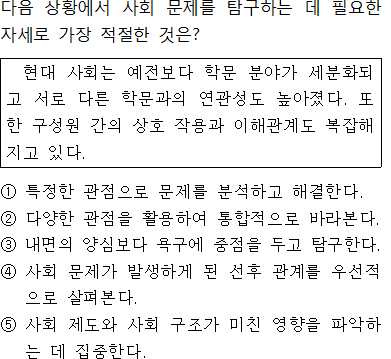 다음 상황에서 사회 문제를 탐구하는 데 필요한
자세로 가장 적절한 것은?
현대 사회는 예전보다 학문 분야가 세분화되
고 서로 다른 학문과의 연관성도 높아졌다. 또
한 구성원 간의 상호 작용과 이해관계도 복잡해
지고 있다.
① 특정한 관점으로 문제를 분석하고 해결한다.
② 다양한 관점을 활용하여 통합적으로 바라본다.
③ 내면의 양심보다 욕구에 중점을 두고 탐구한다.
④ 사회 문제가 발생하게 된 선후 관계를 우선적
으로 살펴본다.
⑤ 사회 제도와 사회 구조가 미친 영향을 파악하
는 데 집중한다.